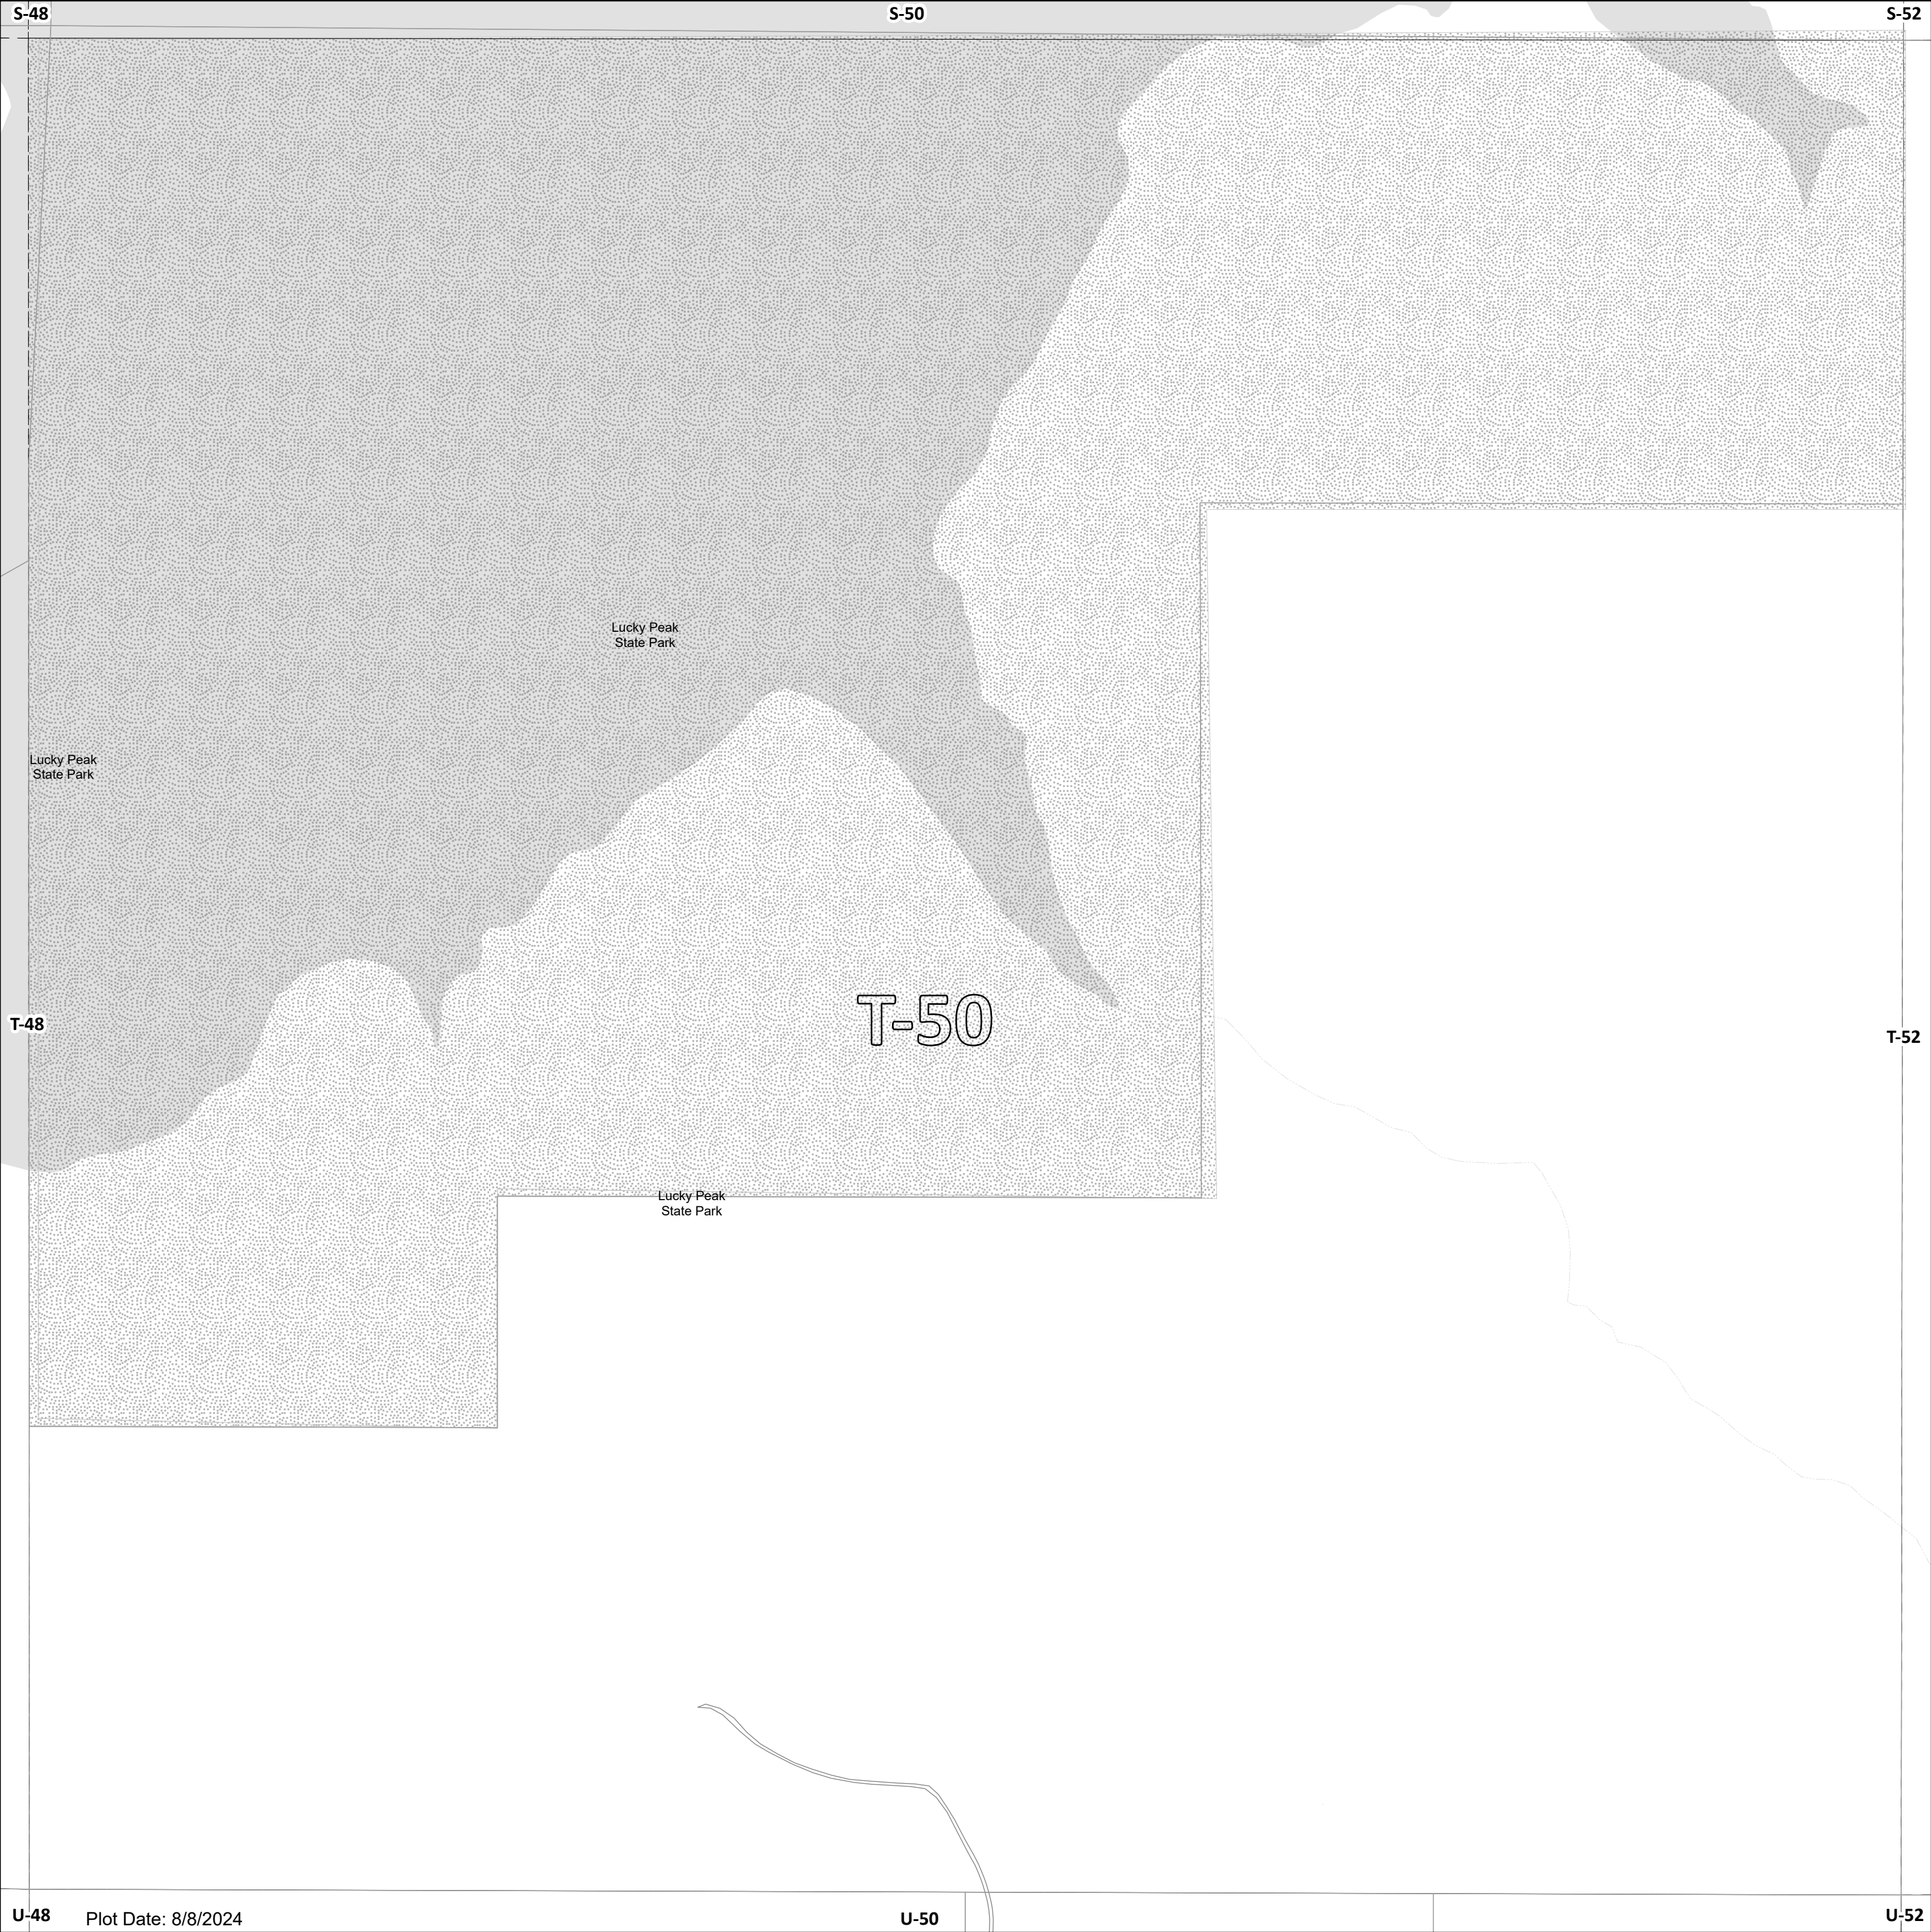 S-48
S-50
S-52
Lucky Peak
State Park
Lucky Peak
State Park
T-50
T-48
T-52
Lucky Peak
State Park
U-48
Plot Date: 8/8/2024
U-50
U-52